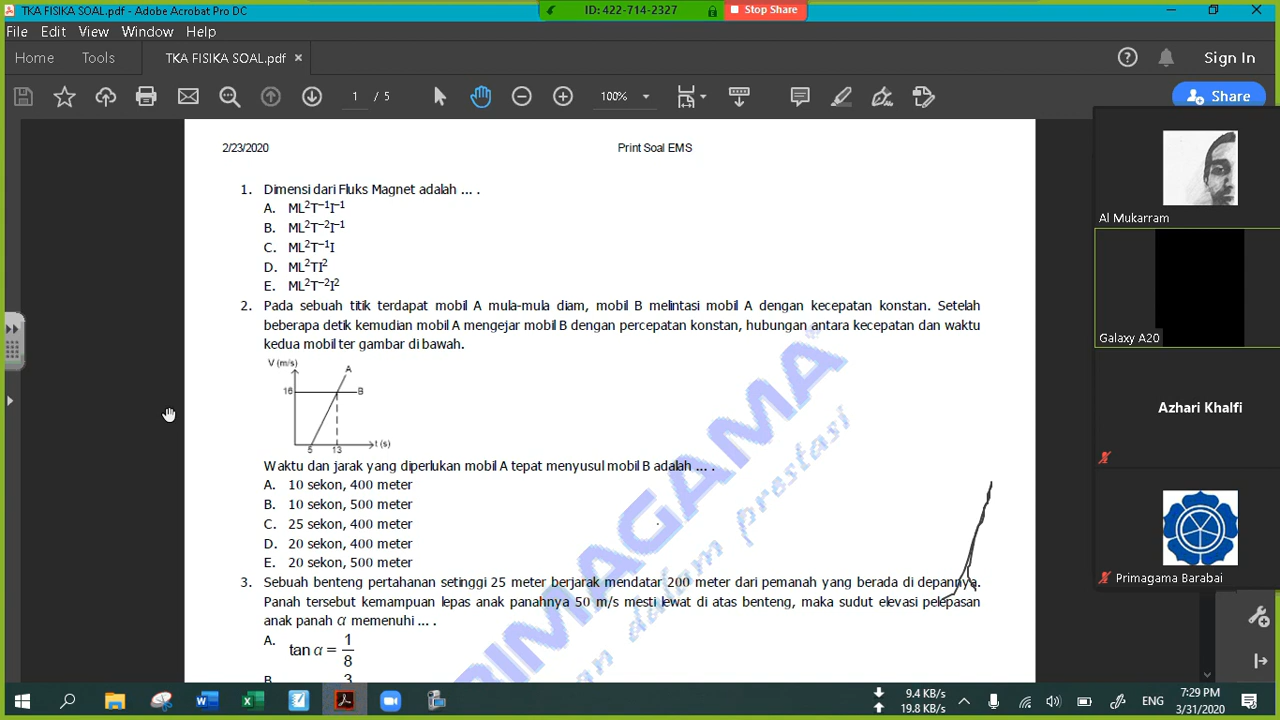 TKA FISIKA SOAL.pdf - Adobe Acrobat Pro DC
ID: 422-714-2327
Stop Share
File Edit View Window Help
Home Tools TKA FISIKA SOAL.pdf ×
Sign In
1 / 5
100%
Share
2/23/2020
Print Soal EMS
1. Dimensi dari Fluks Magnet adalah ... .
A. ML²T⁻¹I⁻¹
B. ML²T⁻²I⁻¹
C. ML²T⁻¹I
D. ML²TI²
E. ML²T⁻²I²
2. Pada sebuah titik terdapat mobil A mula-mula diam, mobil B melintasi mobil A dengan kecepatan konstan. Setelah
beberapa detik kemudian mobil A mengejar mobil B dengan percepatan konstan, hubungan antara kecepatan dan waktu
kedua mobil ter gambar di bawah.
V (m/s)
A
16
B
5 13 t (s)
Waktu dan jarak yang diperlukan mobil A tepat menyusul mobil B adalah ... .
A. 10 sekon, 400 meter
B. 10 sekon, 500 meter
C. 25 sekon, 400 meter
D. 20 sekon, 400 meter
E. 20 sekon, 500 meter
3. Sebuah benteng pertahanan setinggi 25 meter berjarak mendatar 200 meter dari pemanah yang berada di depannya.
Panah tersebut kemampuan lepas anak panahnya 50 m/s mesti lewat di atas benteng, maka sudut elevasi pelepasan
anak panah α memenuhi ... .
A. tan α = 1/8
B. 3
PRIMAGAMA
dalam prestasi
Al Mukarram
Galaxy A20
Azhari Khalfi
Primagama Barabai
9.4 KB/s
19.8 KB/s
ENG
7:29 PM
3/31/2020